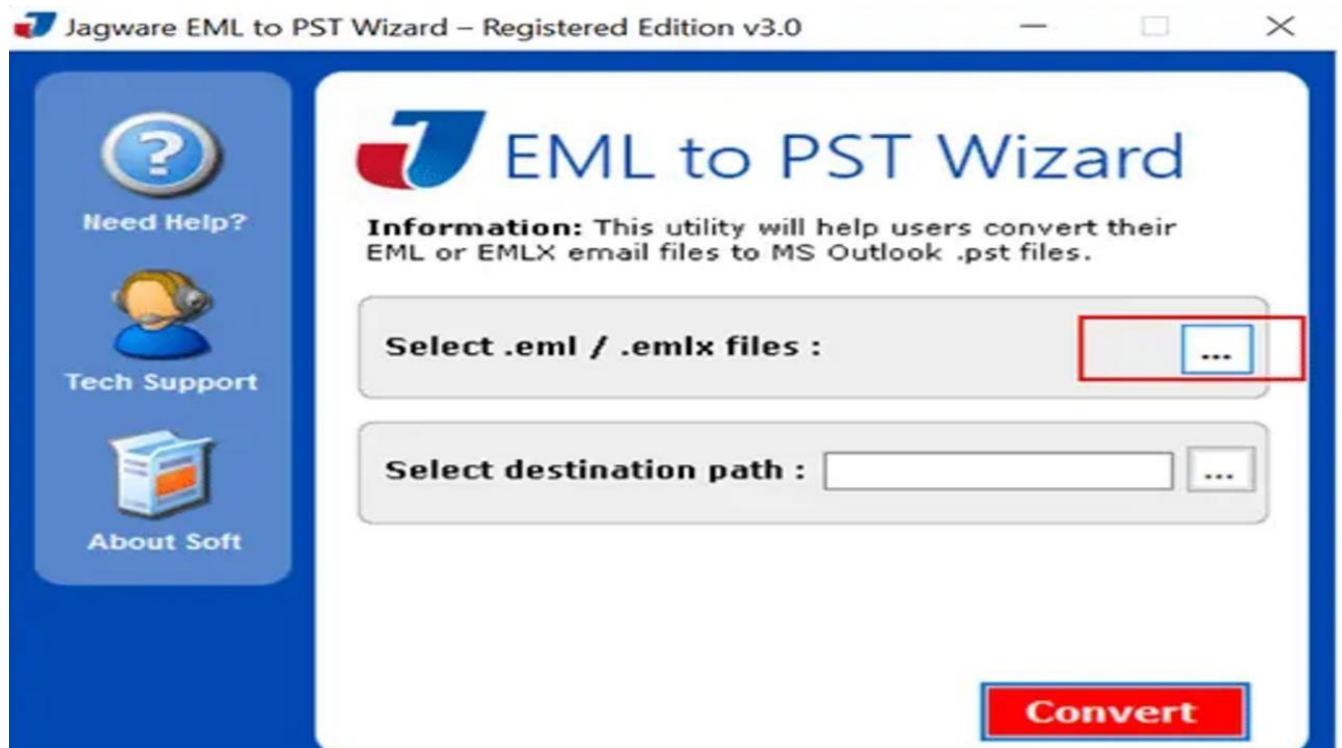 Jagware EML to PST Wizard – Registered Edition v3.0
Need Help?
Tech Support
About Soft
EML to PST Wizard
Information: This utility will help users convert their
EML or EMLX email files to MS Outlook .pst files.
Select .eml / .emlx files :
...
Select destination path :
...
Convert